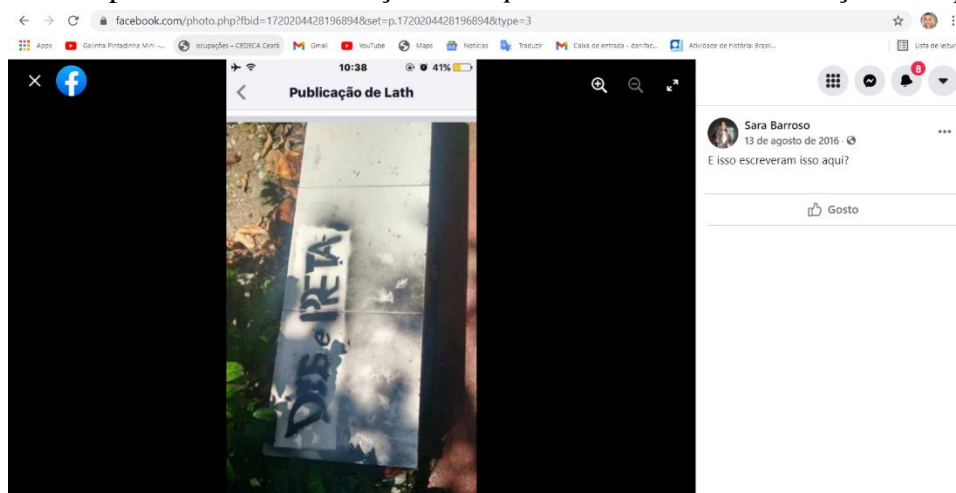 facebook.com/photo.php?fbid=1720204428196894&set=p.1720204428196894&type=3
Apps
Galinha Pintadinha Mini -...
ocupações – CEDECA Ceará
Gmail
YouTube
Maps
Notícias
Traduzir
Caixa de entrada - danifac...
Atividade de história: Brasil...
Lista de leitur
10:38
41%
Publicação de Lath
8
Sara Barroso
13 de agosto de 2016
E isso escreveram isso aqui?
Gosto
e PRETA